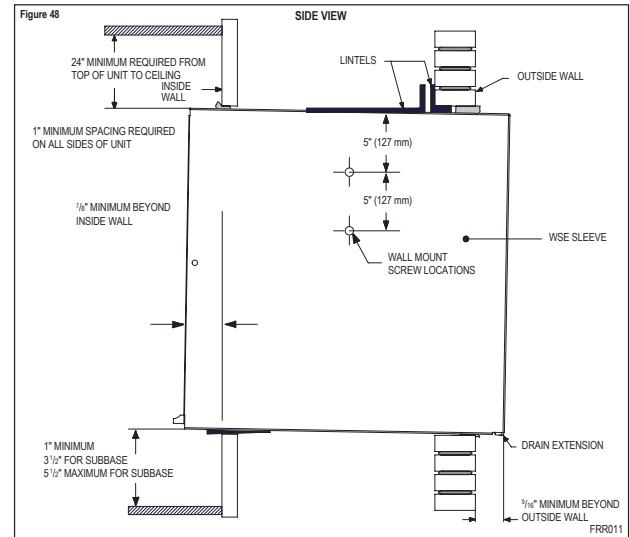 Figure 48
SIDE VIEW
24" MINIMUM REQUIRED FROM
TOP OF UNIT TO CEILING
INSIDE
WALL
LINTELS
OUTSIDE WALL
1" MINIMUM SPACING REQUIRED
ON ALL SIDES OF UNIT
5" (127 mm)
7/8" MINIMUM BEYOND
INSIDE WALL
5" (127 mm)
WSE SLEEVE
WALL MOUNT
SCREW LOCATIONS
1" MINIMUM
3 1/2" FOR SUBBASE
5 1/2" MAXIMUM FOR SUBBASE
DRAIN EXTENSION
9/16" MINIMUM BEYOND
OUTSIDE WALL
FRR011